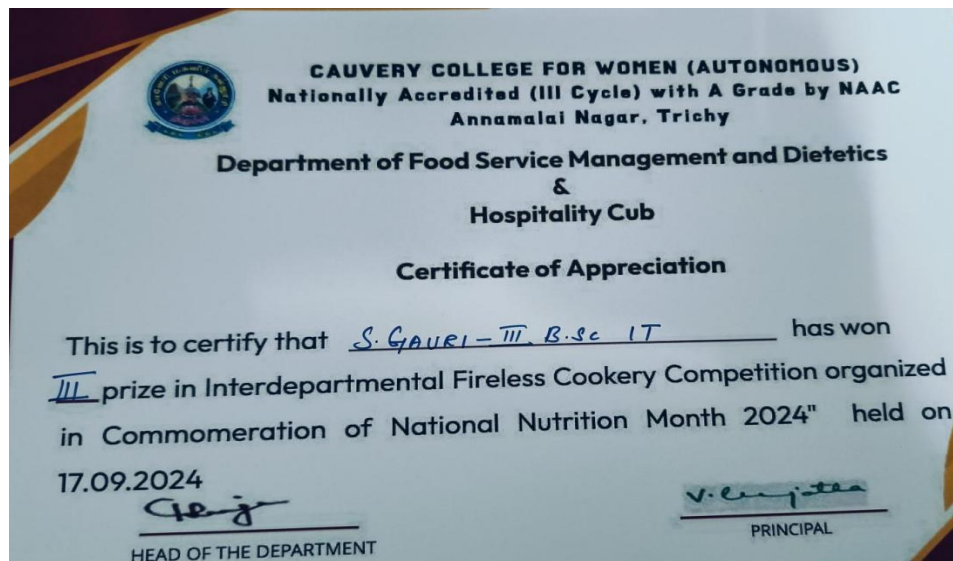 CAUVERY COLLEGE FOR WOMEN (AUTONOMOUS)
Nationally Accredited (III Cycle) with A Grade by NAAC
Annamalai Nagar, Trichy
Department of Food Service Management and Dietetics
&
Hospitality Cub
Certificate of Appreciation
This is to certify that S. GAURI - III. B.Sc IT has won
III prize in Interdepartmental Fireless Cookery Competition organized
in Commomeration of National Nutrition Month 2024" held on
17.09.2024
HEAD OF THE DEPARTMENT
PRINCIPAL